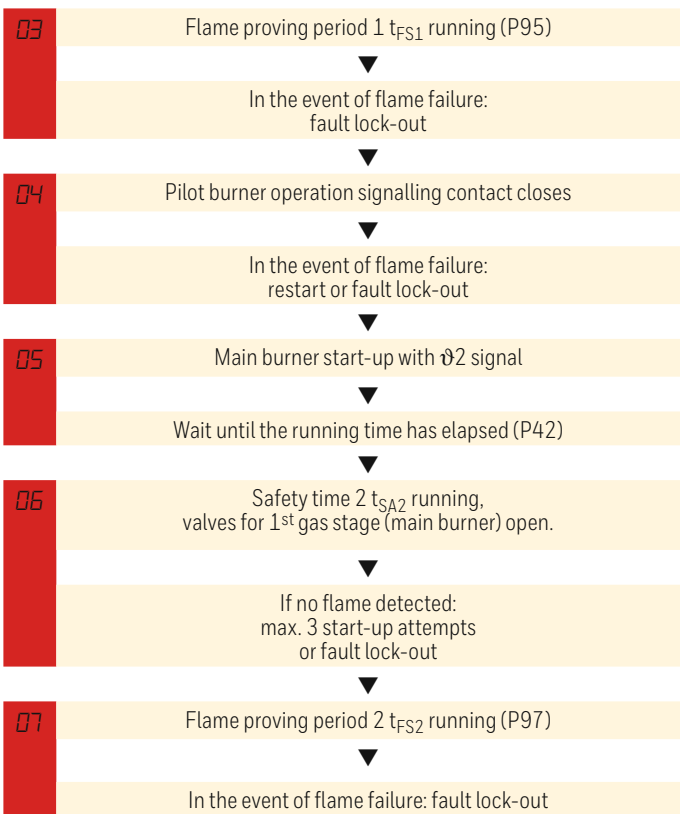 03
Flame proving period 1 tFS1 running (P95)
In the event of flame failure:
fault lock-out
04
Pilot burner operation signalling contact closes
In the event of flame failure:
restart or fault lock-out
05
Main burner start-up with ϑ2 signal
Wait until the running time has elapsed (P42)
06
Safety time 2 tSA2 running,
valves for 1st gas stage (main burner) open.
If no flame detected:
max. 3 start-up attempts
or fault lock-out
07
Flame proving period 2 tFS2 running (P97)
In the event of flame failure: fault lock-out